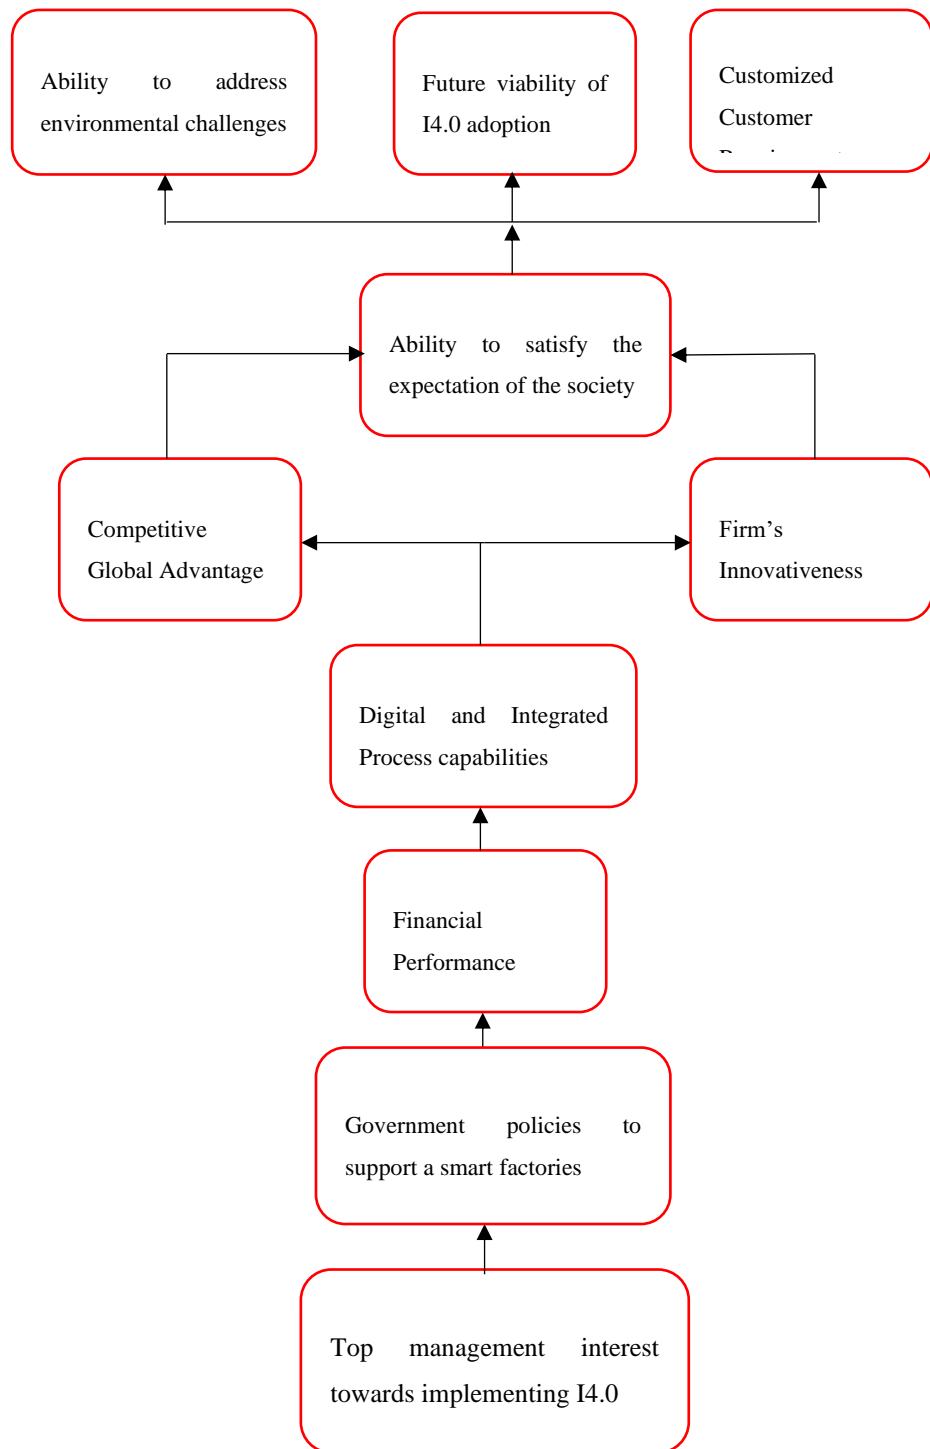 Ability to address
environmental challenges
Future viability of
I4.0 adoption
Customized
Customer
Ability to satisfy the
expectation of the society
Competitive
Global Advantage
Firm's
Innovativeness
Digital and Integrated
Process capabilities
Financial
Performance
Government policies to
support a smart factories
Top management interest
towards implementing I4.0